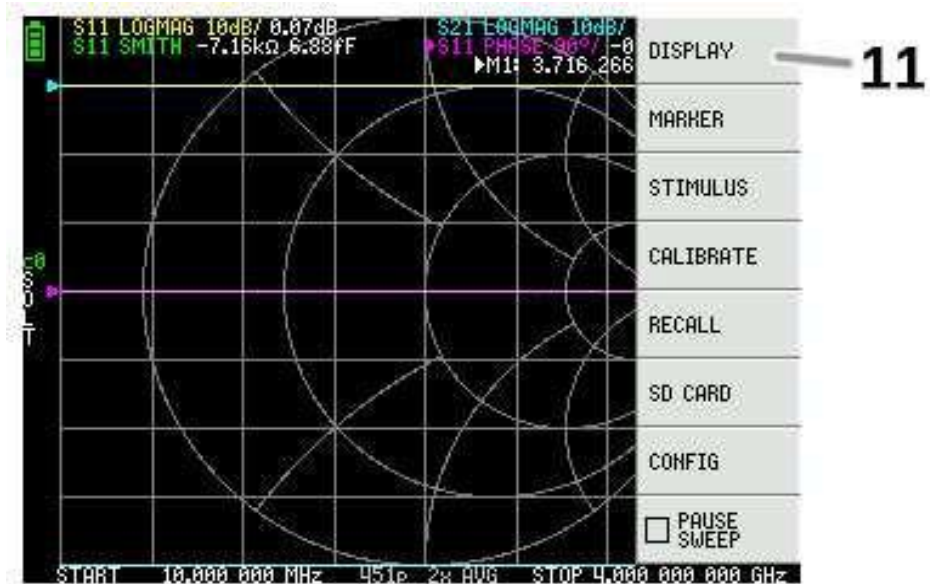 S11 LOGMAG 10dB/ 0.07dB
S21 LOGMAG 10dB/
S11 SMITH -7.16kΩ 6.88fF
S11 PHASE 90°/ -0
M1: 3.716 266
c0
S
O
L
T
DISPLAY
MARKER
STIMULUS
CALIBRATE
RECALL
SD CARD
CONFIG
PAUSE
SWEEP
11
START 10.000 000 MHz 451p 2x AVG STOP 4.000 000 000 GHz